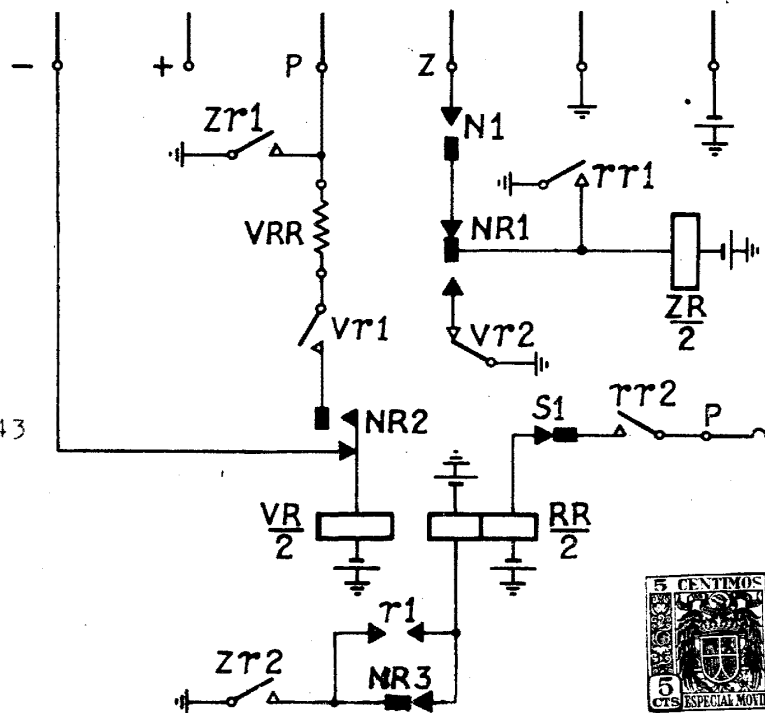 - + P Z
Zr1
N1
rr1
VRR
NR1
ZR
2
Vr1
Vr2
rr2
S1
P
43
NR2
VR
2
RR
2
r1
Zr2
NR3
5 CENTIMOS
5
CTS
ESPECIAL MOVIL